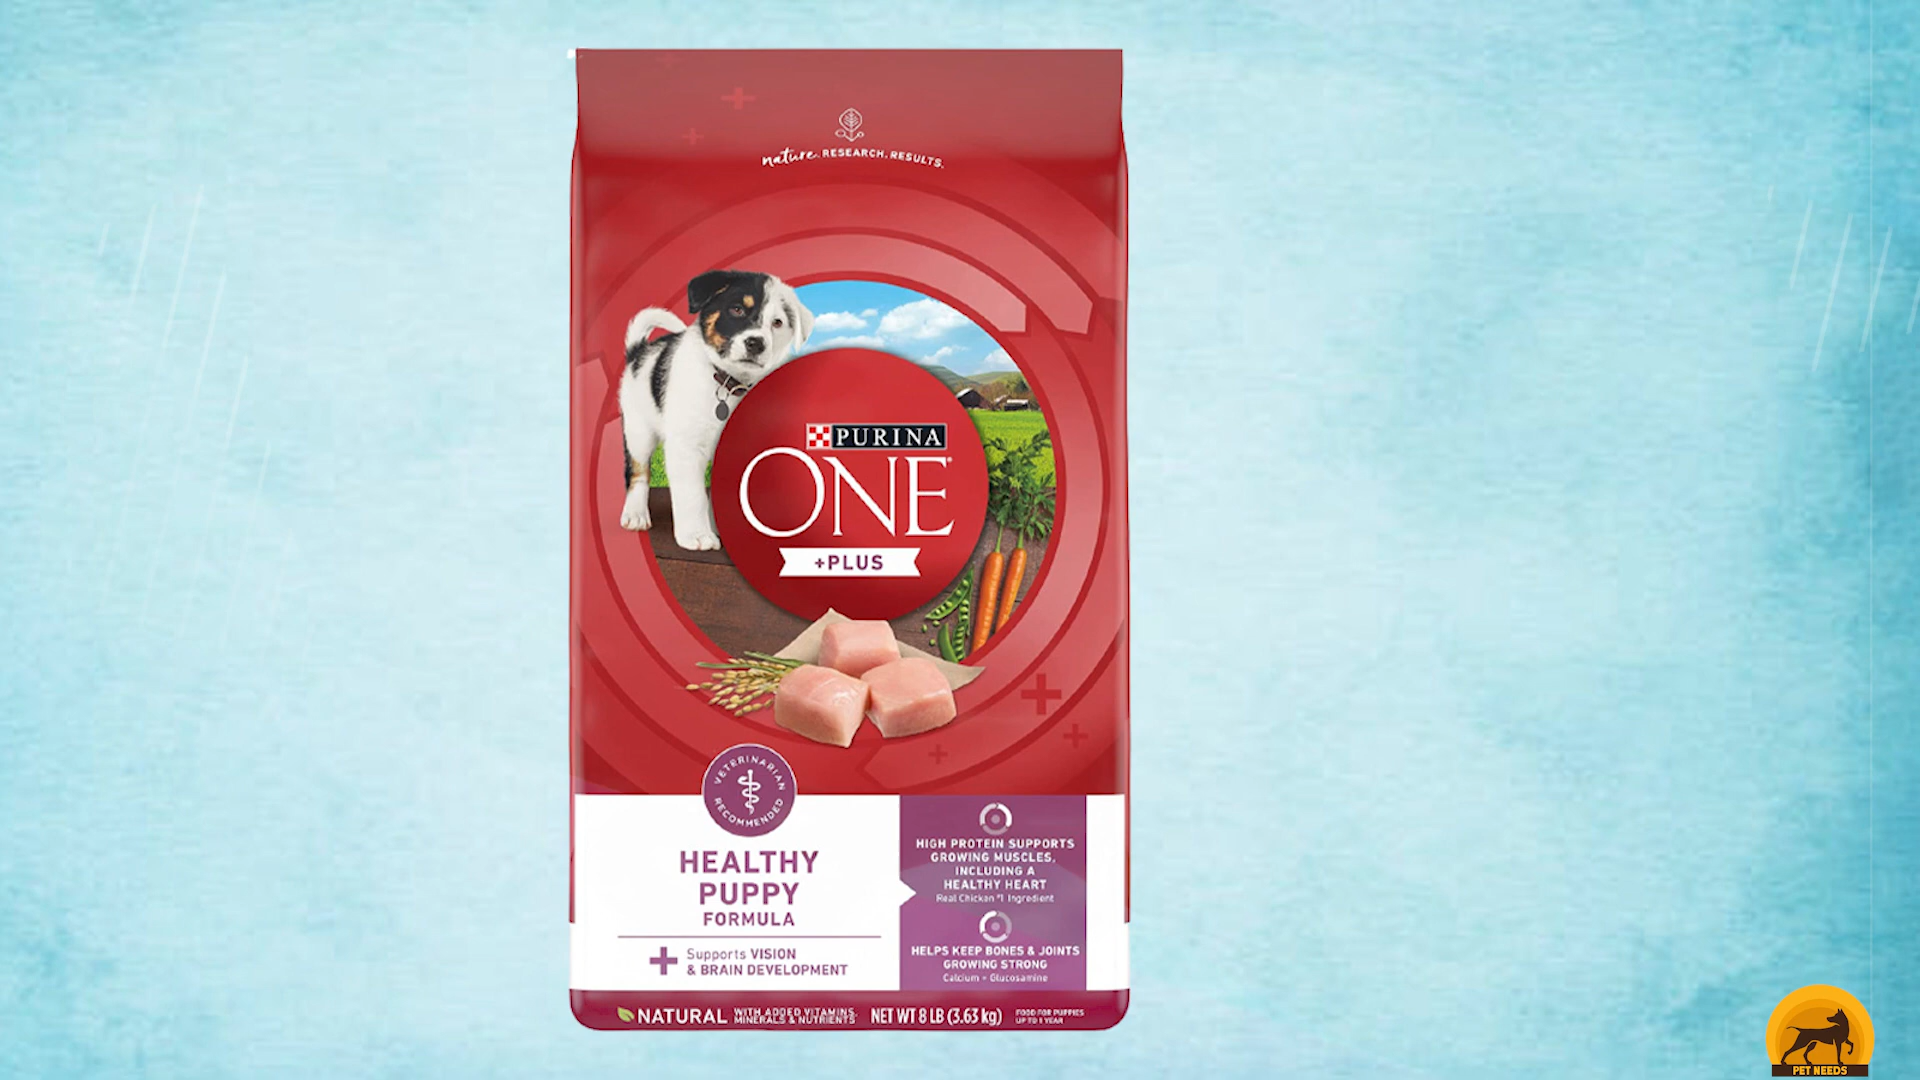 nature. RESEARCH. RESULTS.
PURINA
ONE
+PLUS
VETERINARIAN
RECOMMENDED
HEALTHY
PUPPY
FORMULA
+ Supports VISION
& BRAIN DEVELOPMENT
HIGH PROTEIN SUPPORTS
GROWING MUSCLES,
INCLUDING A
HEALTHY HEART
Real Chicken #1 Ingredient
HELPS KEEP BONES & JOINTS
GROWING STRONG
Calcium + Glucosamine
NATURAL WITH ADDED VITAMINS,
MINERALS & NUTRIENTS
NET WT 8 LB (3.63 kg)
FOOD FOR PUPPIES
UP TO 1 YEAR
PET NEEDS